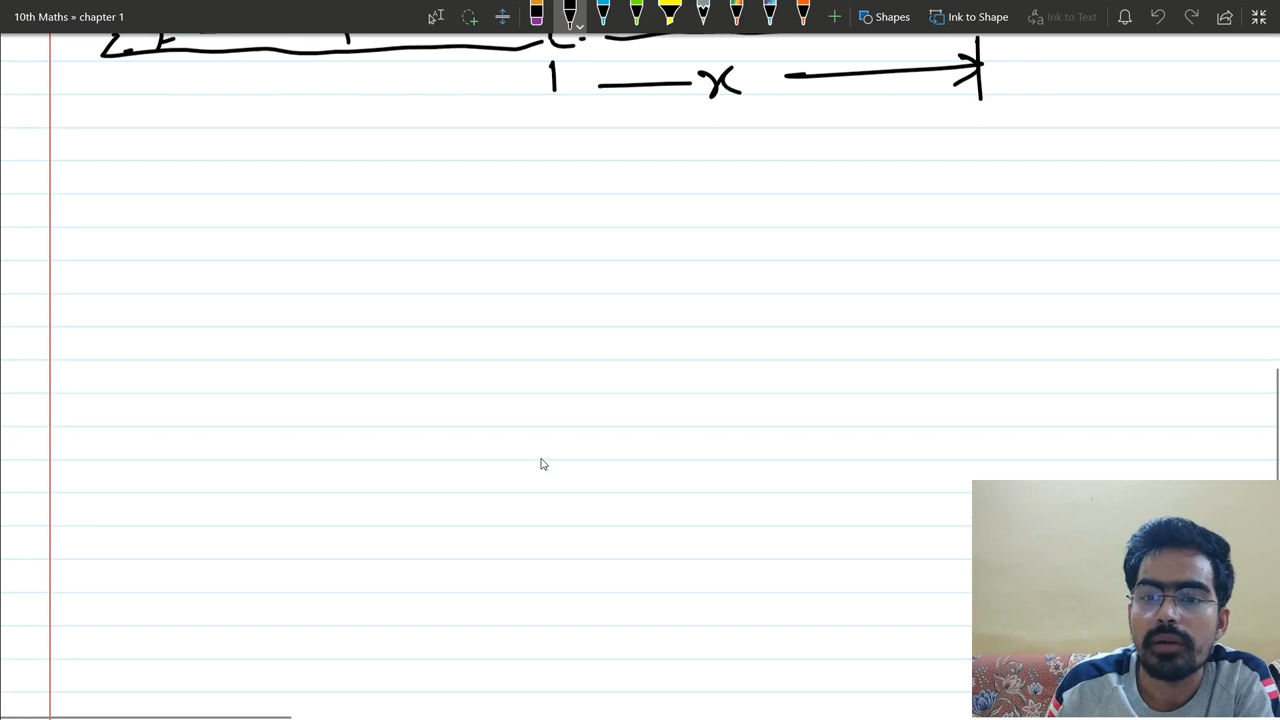 10th Maths » chapter 1
Shapes
Ink to Shape
Ink to Text
1 —— x